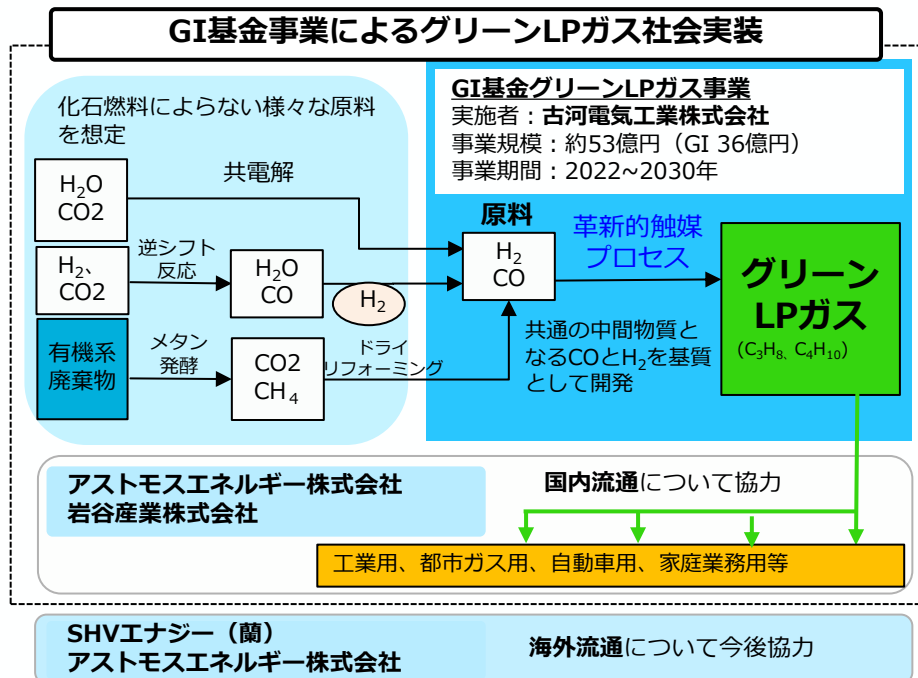 GI基金事業によるグリーンLPガス社会実装
化石燃料によらない様々な原料
を想定
GI基金グリーンLPガス事業
実施者：古河電気工業株式会社
事業規模：約53億円（GI 36億円）
事業期間：2022~2030年
H₂O
CO2
共電解
H₂、
CO2
逆シフト
反応
H₂O
CO
H₂
有機系
廃棄物
メタン
発酵
CO2
CH₄
ドライ
リフォーミング
原料
H₂
CO
革新的触媒
プロセス
共通の中間物質と
なるCOとH₂を基質
として開発
グリーン
LPガス
（C₃H₈、C₄H₁₀）
アストモスエネルギー株式会社
岩谷産業株式会社
国内流通について協力
工業用、都市ガス用、自動車用、家庭業務用等
SHVエナジー（蘭）
アストモスエネルギー株式会社
海外流通について今後協力